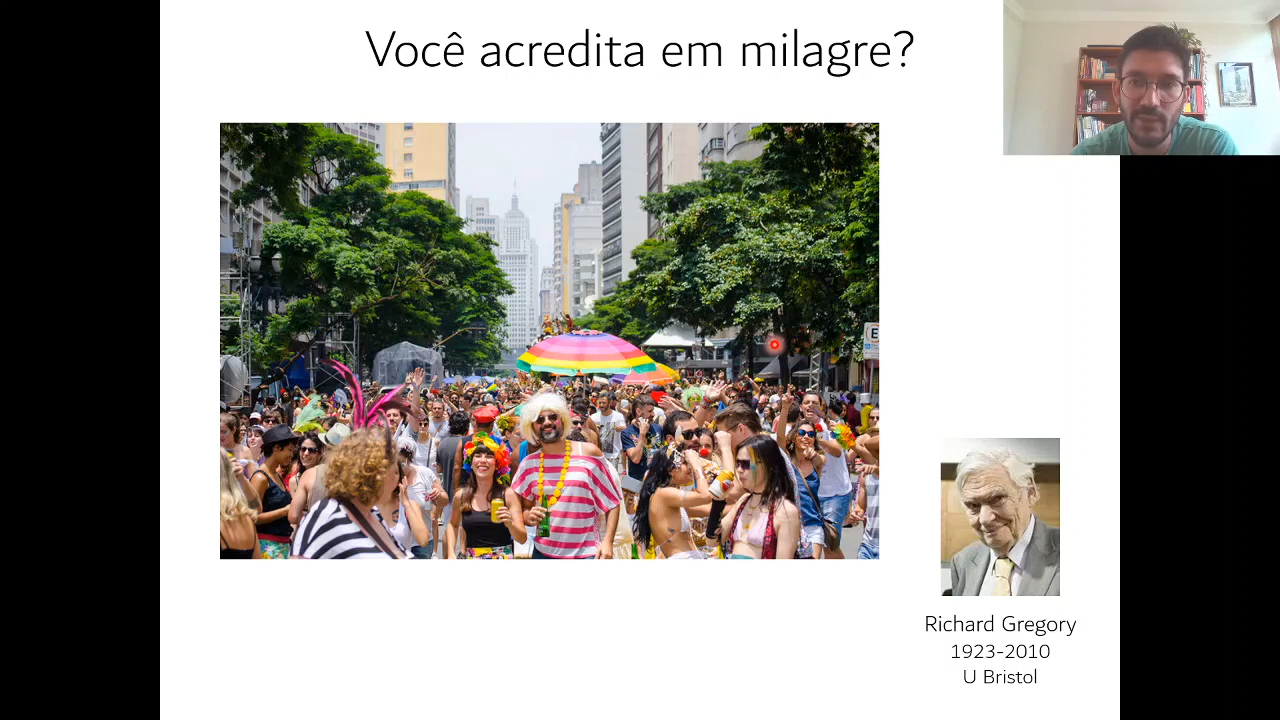 Você acredita em milagre?
E
Richard Gregory
1923-2010
U Bristol